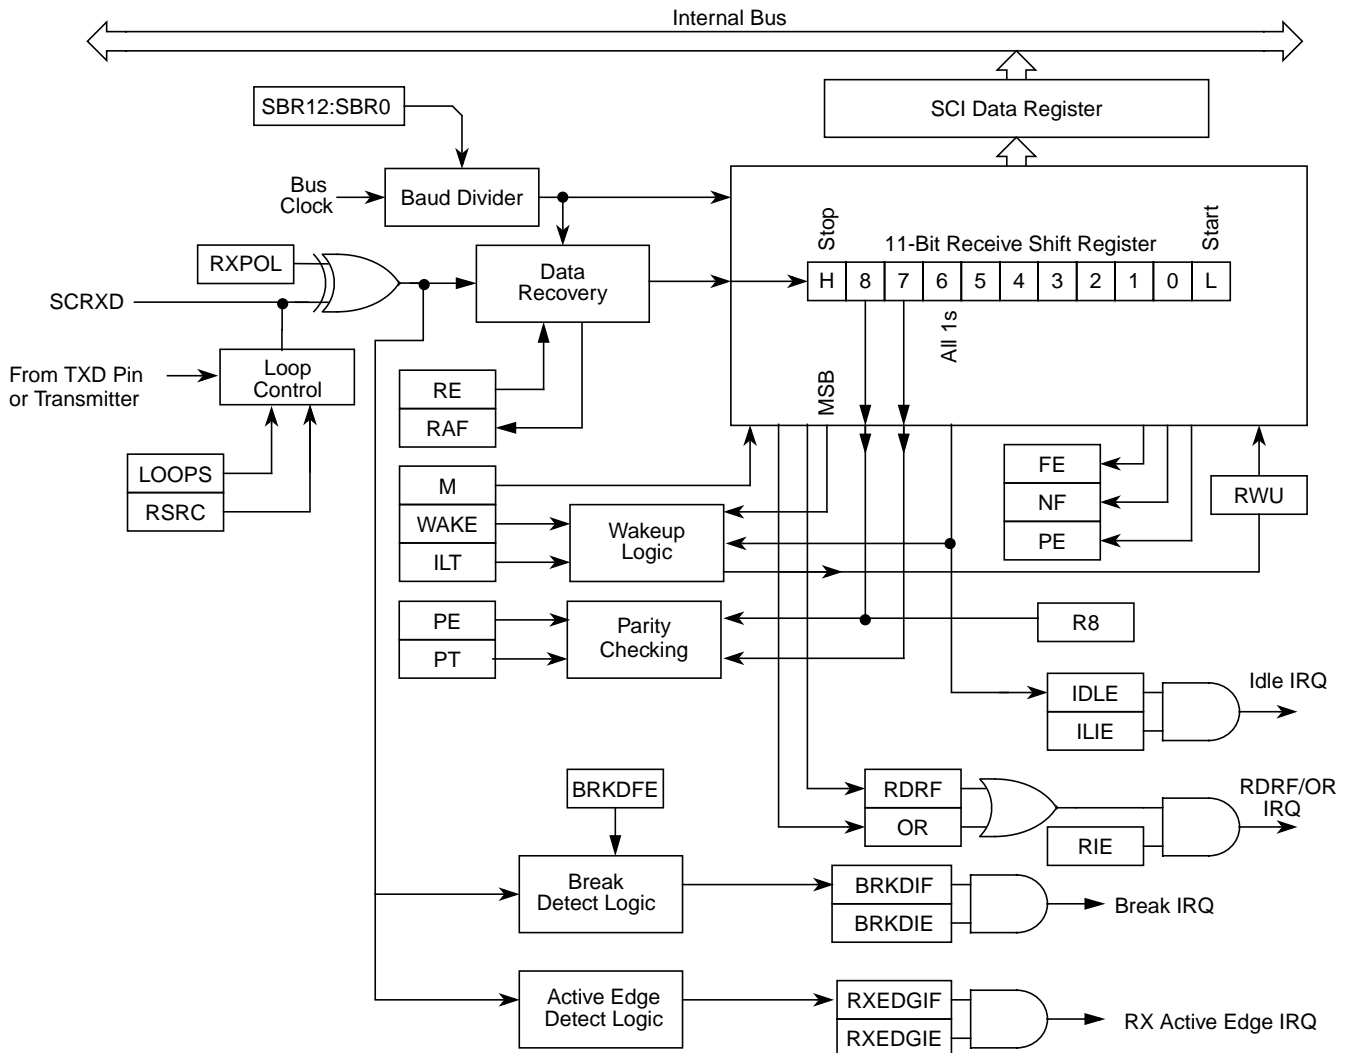 Internal Bus
SCI Data Register
SBR12:SBR0
Bus
Clock
Baud Divider
Stop
11-Bit Receive Shift Register
Start
RXPOL
Data
Recovery
H 8 7 6 5 4 3 2 1 0 L
SCRXD
All 1s
From TXD Pin
or Transmitter
Loop
Control
MSB
RE
RAF
LOOPS
RSRC
M
WAKE
ILT
Wakeup
Logic
FE
NF
PE
RWU
PE
PT
Parity
Checking
R8
IDLE
ILIE
Idle IRQ
BRKDFE
RDRF
OR
RIE
RDRF/OR
IRQ
Break
Detect Logic
BRKDIF
BRKDIE
Break IRQ
Active Edge
Detect Logic
RXEDGIF
RXEDGIE
RX Active Edge IRQ